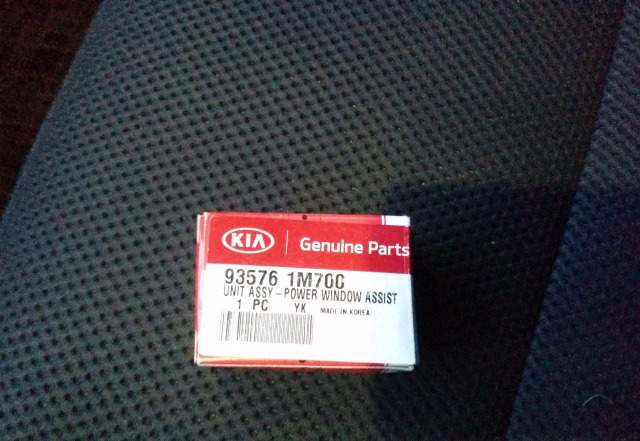 KIA Genuine Parts
93576 1M700
UNIT ASSY-POWER WINDOW ASSIST
1 PC YK MADE IN KOREA